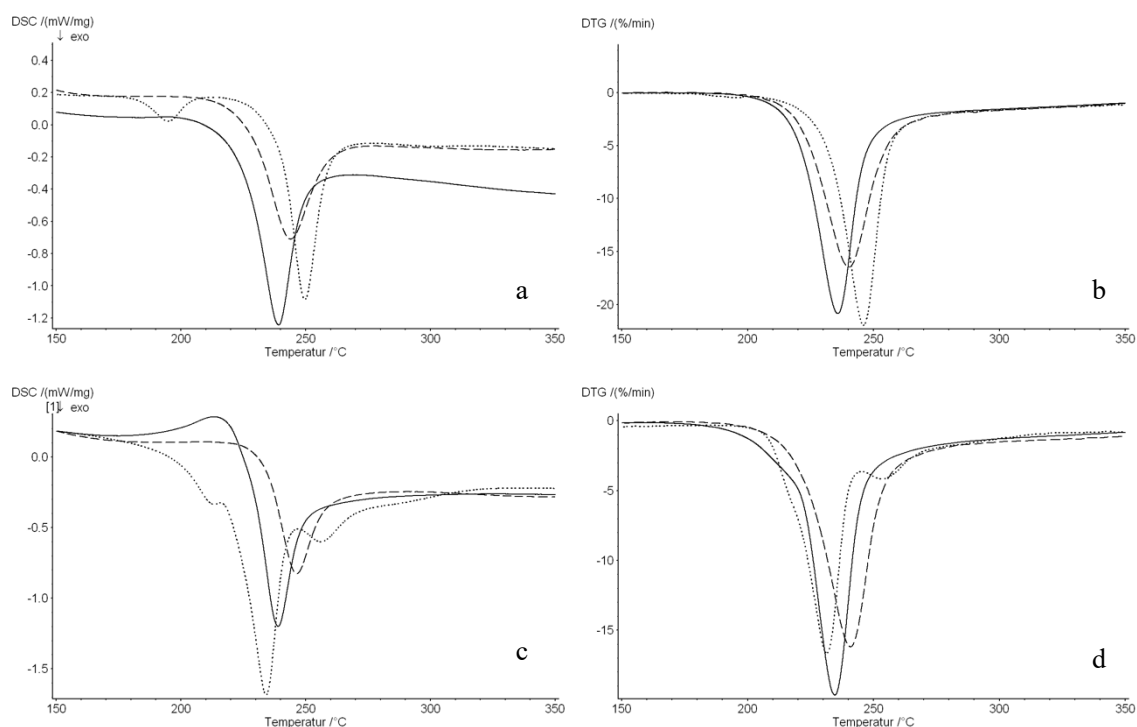 DSC /(mW/mg)
↓ exo
0.4
0.2
0.0
-0.2
-0.4
-0.6
-0.8
-1.0
-1.2
150 200 250 300 350
Temperatur /°C
a
DTG /(%/min)
0
-5
-10
-15
-20
150 200 250 300 350
Temperatur /°C
b
DSC /(mW/mg)
[1]↓ exo
0.0
-0.5
-1.0
-1.5
150 200 250 300 350
Temperatur /°C
c
DTG /(%/min)
0
-5
-10
-15
150 200 250 300 350
Temperatur /°C
d